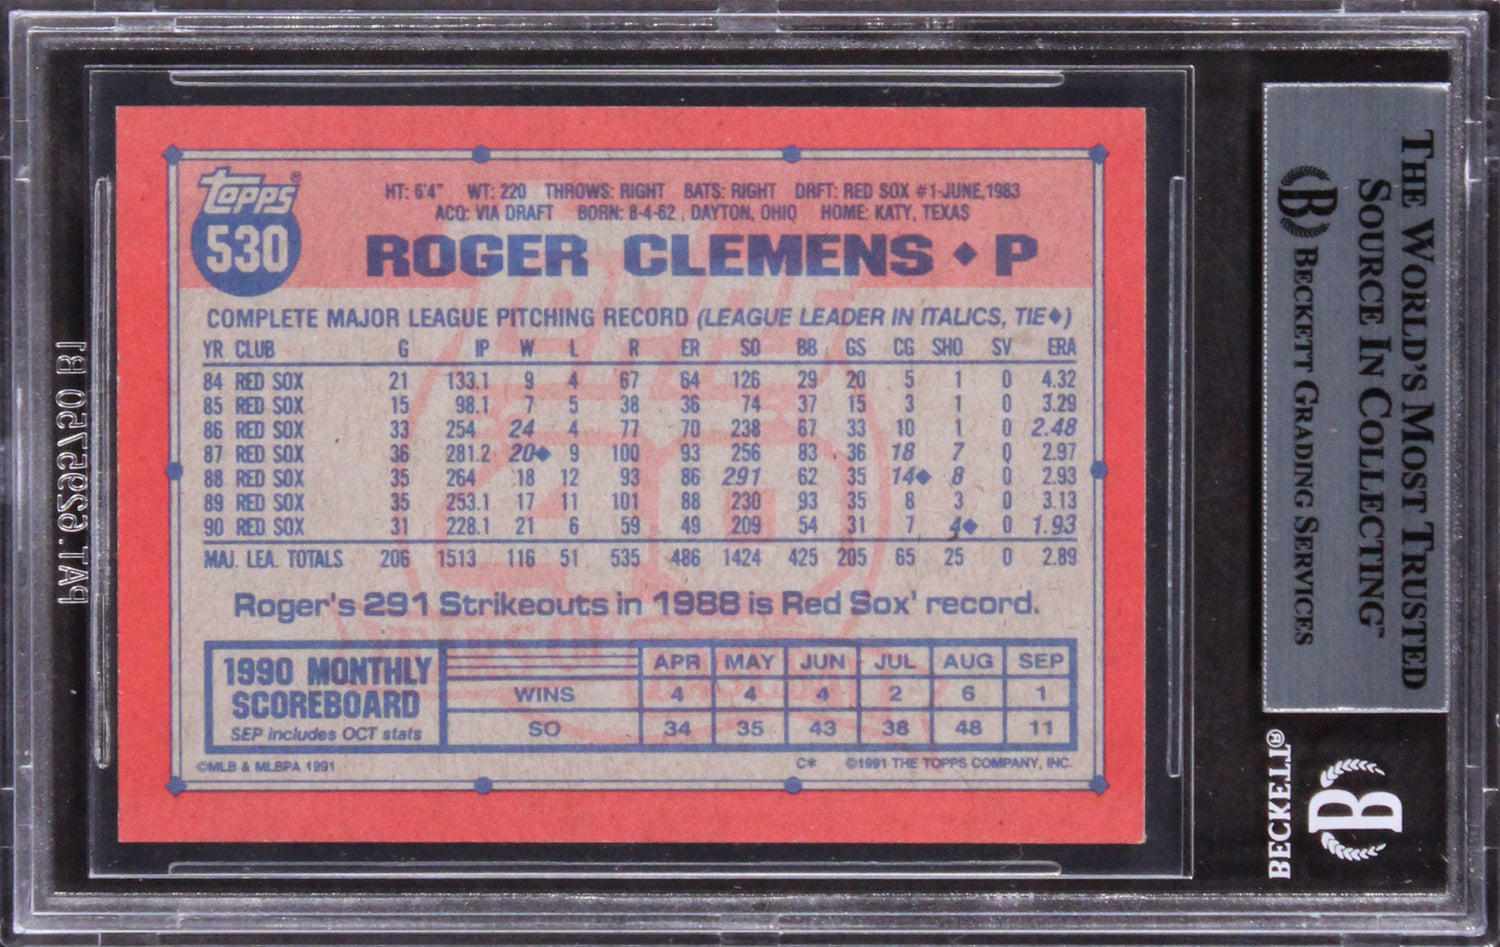 topps®
530
HT: 6'4" WT: 220 THROWS: RIGHT BATS: RIGHT DRFT: RED SOX #1-JUNE, 1983
ACQ: VIA DRAFT BORN: 8-4-62, DAYTON, OHIO HOME: KATY, TEXAS
ROGER CLEMENS ♦ P
COMPLETE MAJOR LEAGUE PITCHING RECORD (LEAGUE LEADER IN ITALICS, TIE♦)
YR CLUB G IP W L R ER SO BB GS CG SHO SV ERA
84 RED SOX 21 133.1 9 4 67 64 126 29 20 5 1 0 4.32
85 RED SOX 15 98.1 7 5 38 36 74 37 15 3 1 0 3.29
86 RED SOX 33 254 24 4 77 70 238 67 33 10 1 0 2.48
87 RED SOX 36 281.2 20♦ 9 100 93 256 83 36 18 7 0 2.97
88 RED SOX 35 264 18 12 93 86 291 62 35 14♦ 8 0 2.93
89 RED SOX 35 253.1 17 11 101 88 230 93 35 8 3 0 3.13
90 RED SOX 31 228.1 21 6 59 49 209 54 31 7 4♦ 0 1.93
MAJ. LEA. TOTALS 206 1513 116 51 535 486 1424 425 205 65 25 0 2.89
Roger's 291 Strikeouts in 1988 is Red Sox' record.
1990 MONTHLY
SCOREBOARD
SEP includes OCT stats
APR MAY JUN JUL AUG SEP
WINS 4 4 4 2 6 1
SO 34 35 43 38 48 11
©MLB & MLBPA 1991
C* ©1991 THE TOPPS COMPANY, INC.
THE WORLD'S MOST TRUSTED
SOURCE IN COLLECTING™
B BECKETT GRADING SERVICES
BECKETT®
B
PAT. 6295750 B1